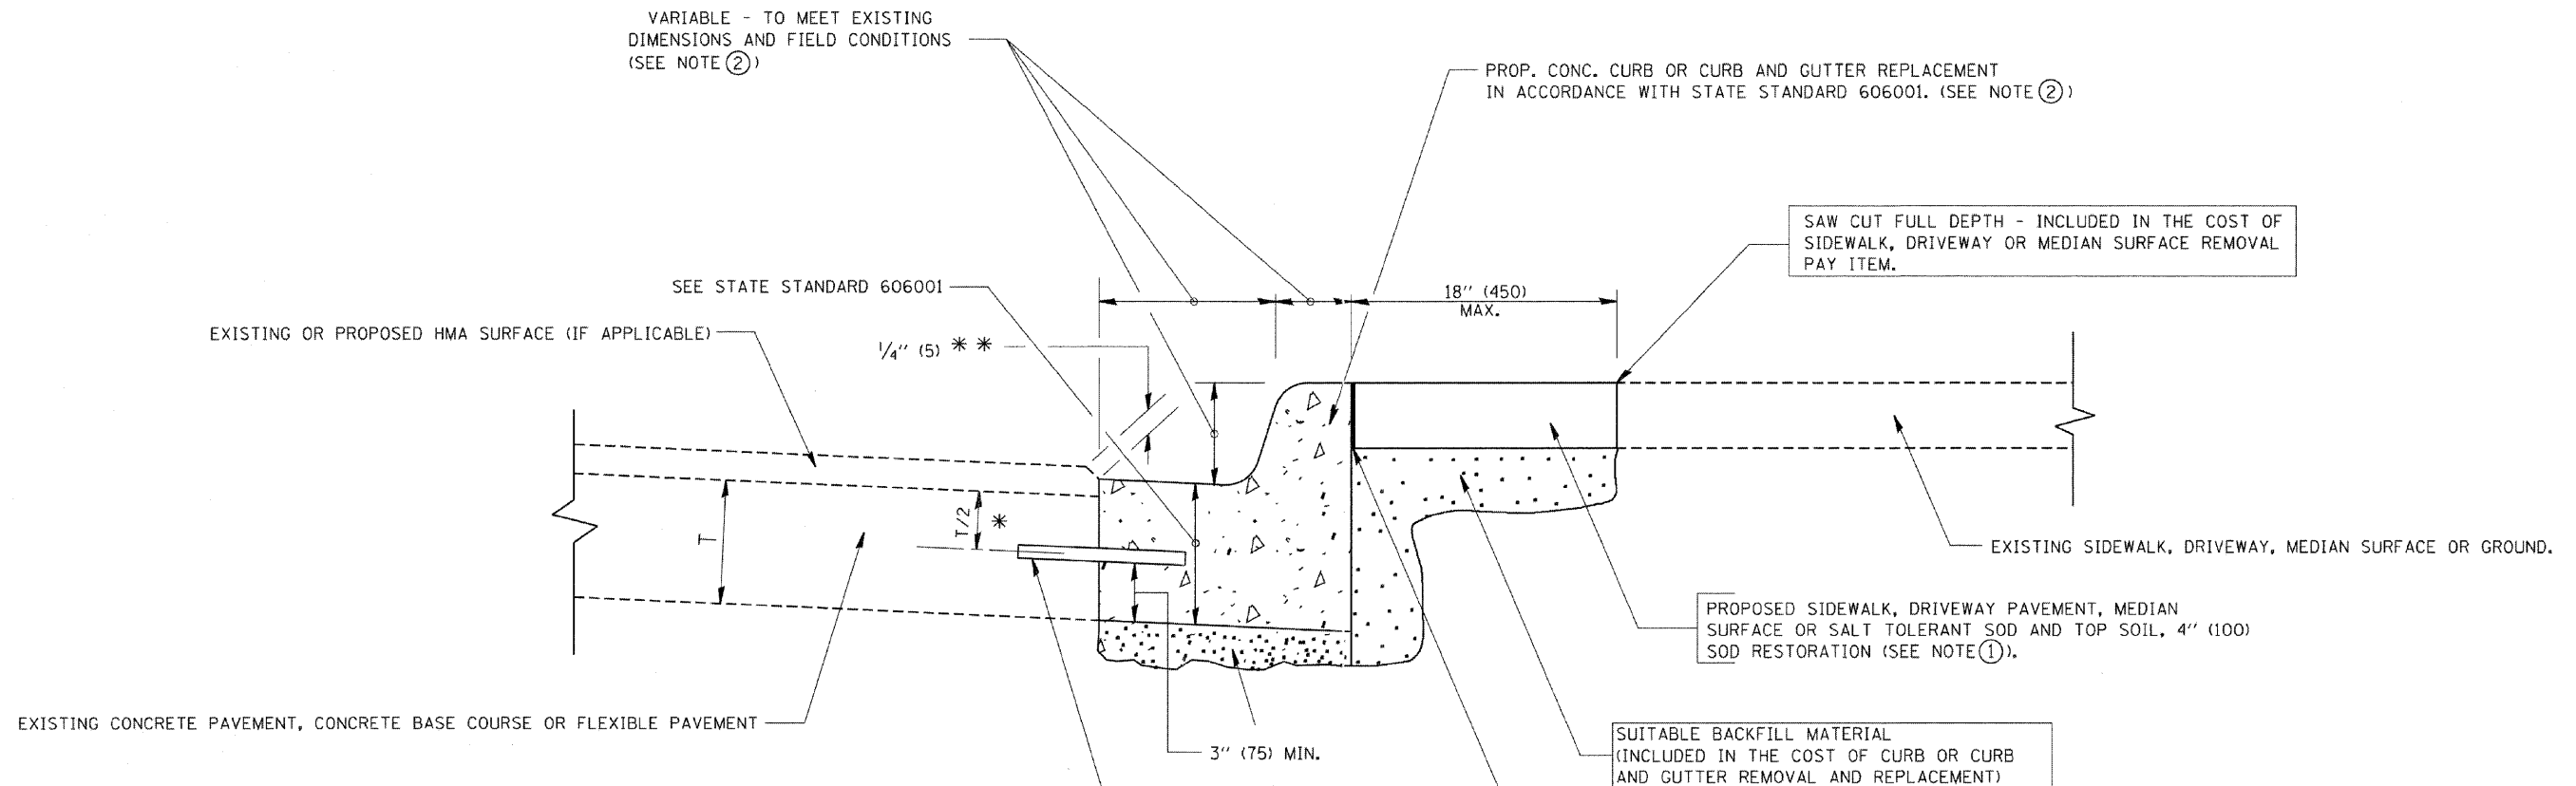 VARIABLE - TO MEET EXISTING
DIMENSIONS AND FIELD CONDITIONS
(SEE NOTE ②)
PROP. CONC. CURB OR CURB AND GUTTER REPLACEMENT
IN ACCORDANCE WITH STATE STANDARD 606001. (SEE NOTE ②)
SAW CUT FULL DEPTH - INCLUDED IN THE COST OF
SIDEWALK, DRIVEWAY OR MEDIAN SURFACE REMOVAL
PAY ITEM.
SEE STATE STANDARD 606001
18" (450)
MAX.
EXISTING OR PROPOSED HMA SURFACE (IF APPLICABLE)
1/4" (5) * *
T
T/2 *
EXISTING SIDEWALK, DRIVEWAY, MEDIAN SURFACE OR GROUND.
PROPOSED SIDEWALK, DRIVEWAY PAVEMENT, MEDIAN
SURFACE OR SALT TOLERANT SOD AND TOP SOIL, 4" (100)
SOD RESTORATION (SEE NOTE ①).
EXISTING CONCRETE PAVEMENT, CONCRETE BASE COURSE OR FLEXIBLE PAVEMENT
3" (75) MIN.
SUITABLE BACKFILL MATERIAL
(INCLUDED IN THE COST OF CURB OR CURB
AND GUTTER REMOVAL AND REPLACEMENT)